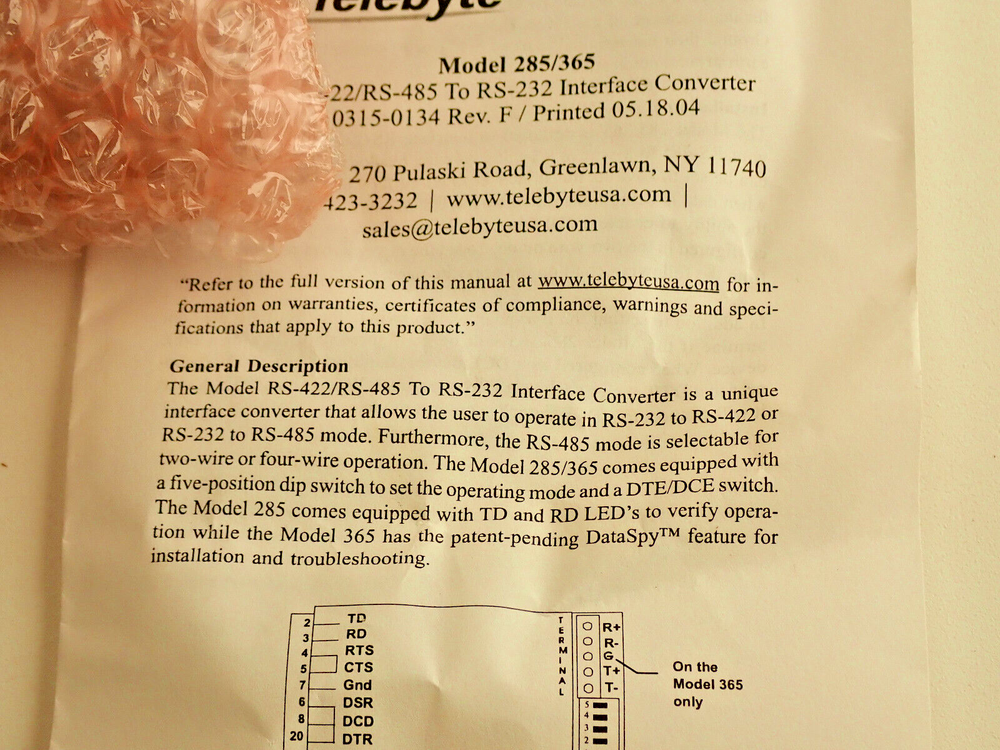 Telebyte
Model 285/365
-22/RS-485 To RS-232 Interface Converter
0315-0134 Rev. F / Printed 05.18.04
270 Pulaski Road, Greenlawn, NY 11740
423-3232 | www.telebyteusa.com |
sales@telebyteusa.com
“Refer to the full version of this manual at www.telebyteusa.com for in-
formation on warranties, certificates of compliance, warnings and speci-
fications that apply to this product.”
General Description
The Model RS-422/RS-485 To RS-232 Interface Converter is a unique
interface converter that allows the user to operate in RS-232 to RS-422 or
RS-232 to RS-485 mode. Furthermore, the RS-485 mode is selectable for
two-wire or four-wire operation. The Model 285/365 comes equipped with
a five-position dip switch to set the operating mode and a DTE/DCE switch.
The Model 285 comes equipped with TD and RD LED’s to verify opera-
tion while the Model 365 has the patent-pending DataSpy™ feature for
installation and troubleshooting.
2 TD
3 RD
4 RTS
5 CTS
7 Gnd
6 DSR
8 DCD
20 DTR
TERMINAL
R+
R-
G
T+
T-
5
4
3
2
On the
Model 365
only